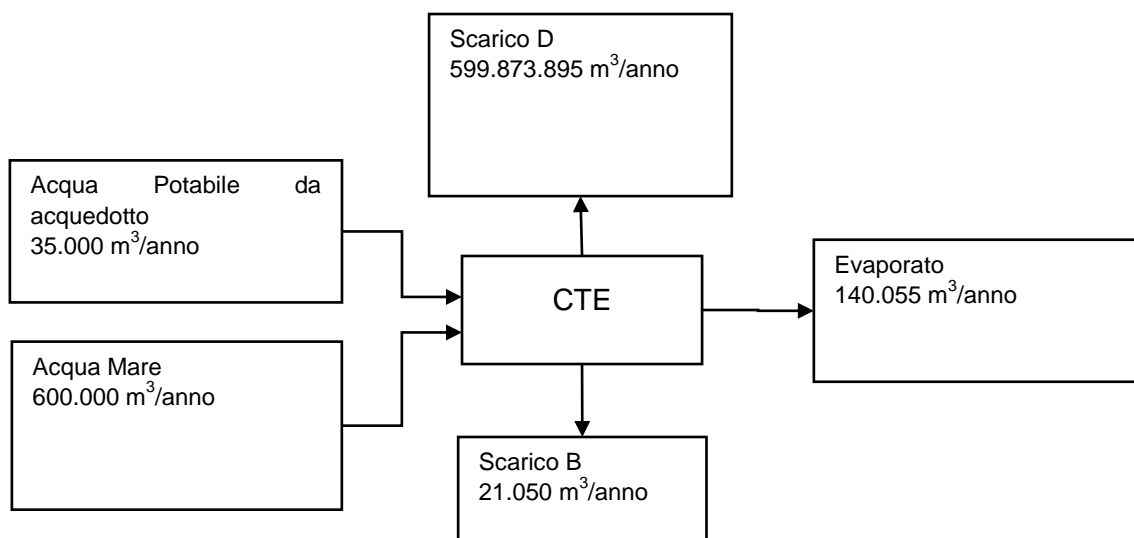 Scarico D
599.873.895 m³/anno
Acqua Potabile da
acquedotto
35.000 m³/anno
CTE
Evaporato
140.055 m³/anno
Acqua Mare
600.000 m³/anno
Scarico B
21.050 m³/anno